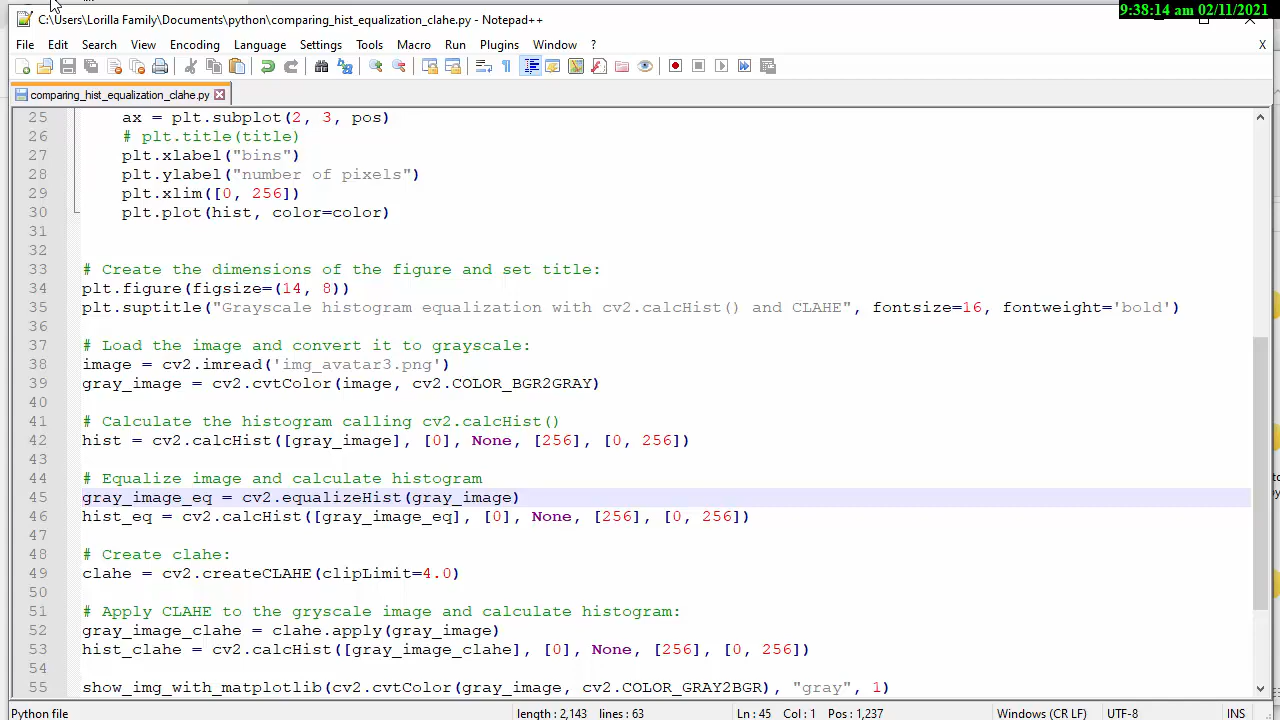 9:38:14 am 02/11/2021
C:\Users\Lorilla Family\Documents\python\comparing_hist_equalization_clahe.py - Notepad++
File Edit Search View Encoding Language Settings Tools Macro Run Plugins Window ? X
comparing_hist_equalization_clahe.py
25 ax = plt.subplot(2, 3, pos)
26 # plt.title(title)
27 plt.xlabel("bins")
28 plt.ylabel("number of pixels")
29 plt.xlim([0, 256])
30 plt.plot(hist, color=color)
31
32
33 # Create the dimensions of the figure and set title:
34 plt.figure(figsize=(14, 8))
35 plt.suptitle("Grayscale histogram equalization with cv2.calcHist() and CLAHE", fontsize=16, fontweight='bold')
36
37 # Load the image and convert it to grayscale:
38 image = cv2.imread('img_avatar3.png')
39 gray_image = cv2.cvtColor(image, cv2.COLOR_BGR2GRAY)
40
41 # Calculate the histogram calling cv2.calcHist()
42 hist = cv2.calcHist([gray_image], [0], None, [256], [0, 256])
43
44 # Equalize image and calculate histogram
45 gray_image_eq = cv2.equalizeHist(gray_image)
46 hist_eq = cv2.calcHist([gray_image_eq], [0], None, [256], [0, 256])
47
48 # Create clahe:
49 clahe = cv2.createCLAHE(clipLimit=4.0)
50
51 # Apply CLAHE to the gryscale image and calculate histogram:
52 gray_image_clahe = clahe.apply(gray_image)
53 hist_clahe = cv2.calcHist([gray_image_clahe], [0], None, [256], [0, 256])
54
55 show_img_with_matplotlib(cv2.cvtColor(gray_image, cv2.COLOR_GRAY2BGR), "gray", 1)
Python file length : 2,143 lines : 63 Ln : 45 Col : 1 Pos : 1,237 Windows (CR LF) UTF-8 INS